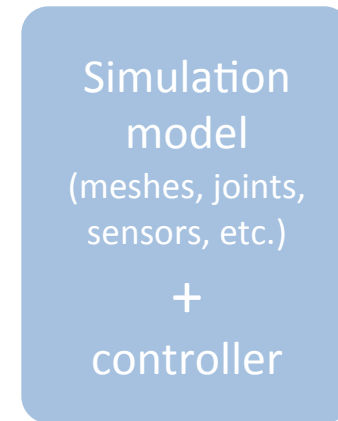 Simulation
model
(meshes, joints,
sensors, etc.)
+
controller